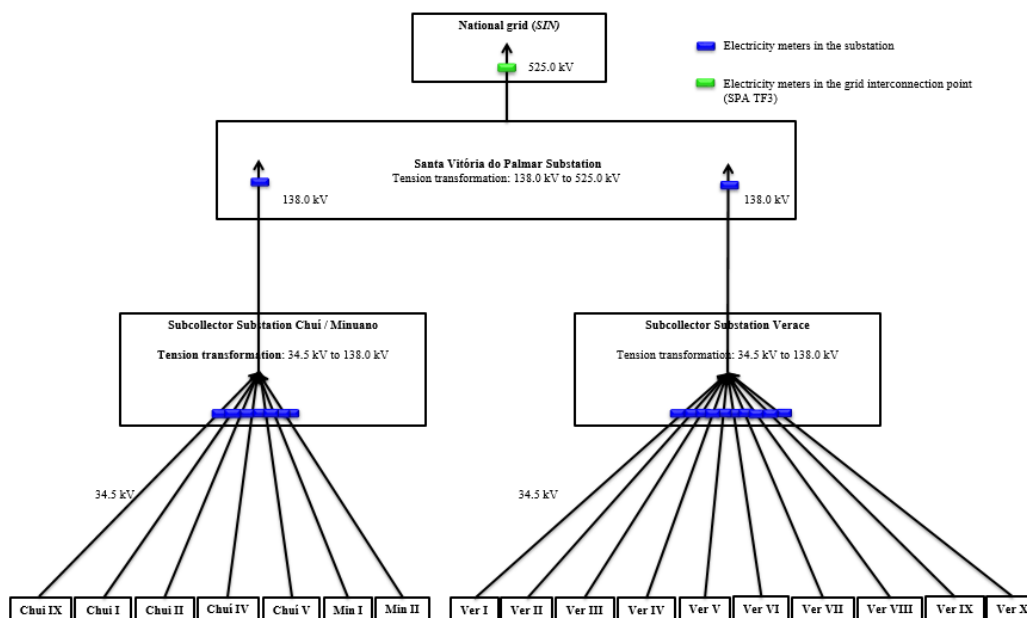 National grid (SIN)
525.0 kV
Electricity meters in the substation
Electricity meters in the grid interconnection point
(SPA TF3)
Santa Vitória do Palmar Substation
Tension transformation: 138.0 kV to 525.0 kV
138.0 kV
138.0 kV
Subcollector Substation Chuí / Minuano
Tension transformation: 34.5 kV to 138.0 kV
Subcollector Substation Verace
Tension transformation: 34.5 kV to 138.0 kV
34.5 kV
34.5 kV
Chui IX
Chui I
Chui II
Chuí IV
Chuí V
Min I
Min II
Ver I
Ver II
Ver III
Ver IV
Ver V
Ver VI
Ver VII
Ver VIII
Ver IX
Ver X